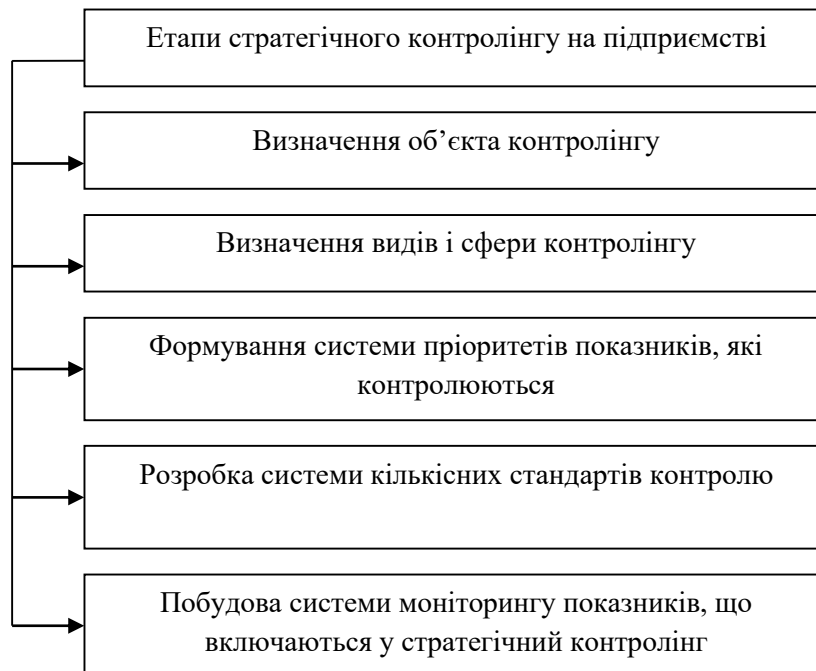 Етапи стратегічного контролінгу на підприємстві
Визначення об’єкта контролінгу
Визначення видів і сфери контролінгу
Формування системи пріоритетів показників, які
контролюються
Розробка системи кількісних стандартів контролю
Побудова системи моніторингу показників, що
включаються у стратегічний контролінг